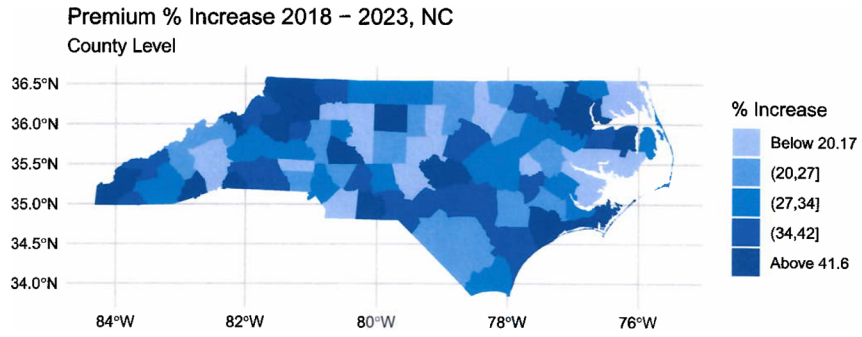 Premium % Increase 2018 − 2023, NC
County Level
36.5°N
36.0°N
35.5°N
35.0°N
34.5°N
34.0°N
84°W 82°W 80°W 78°W 76°W
% Increase
Below 20.17
(20,27]
(27,34]
(34,42]
Above 41.6